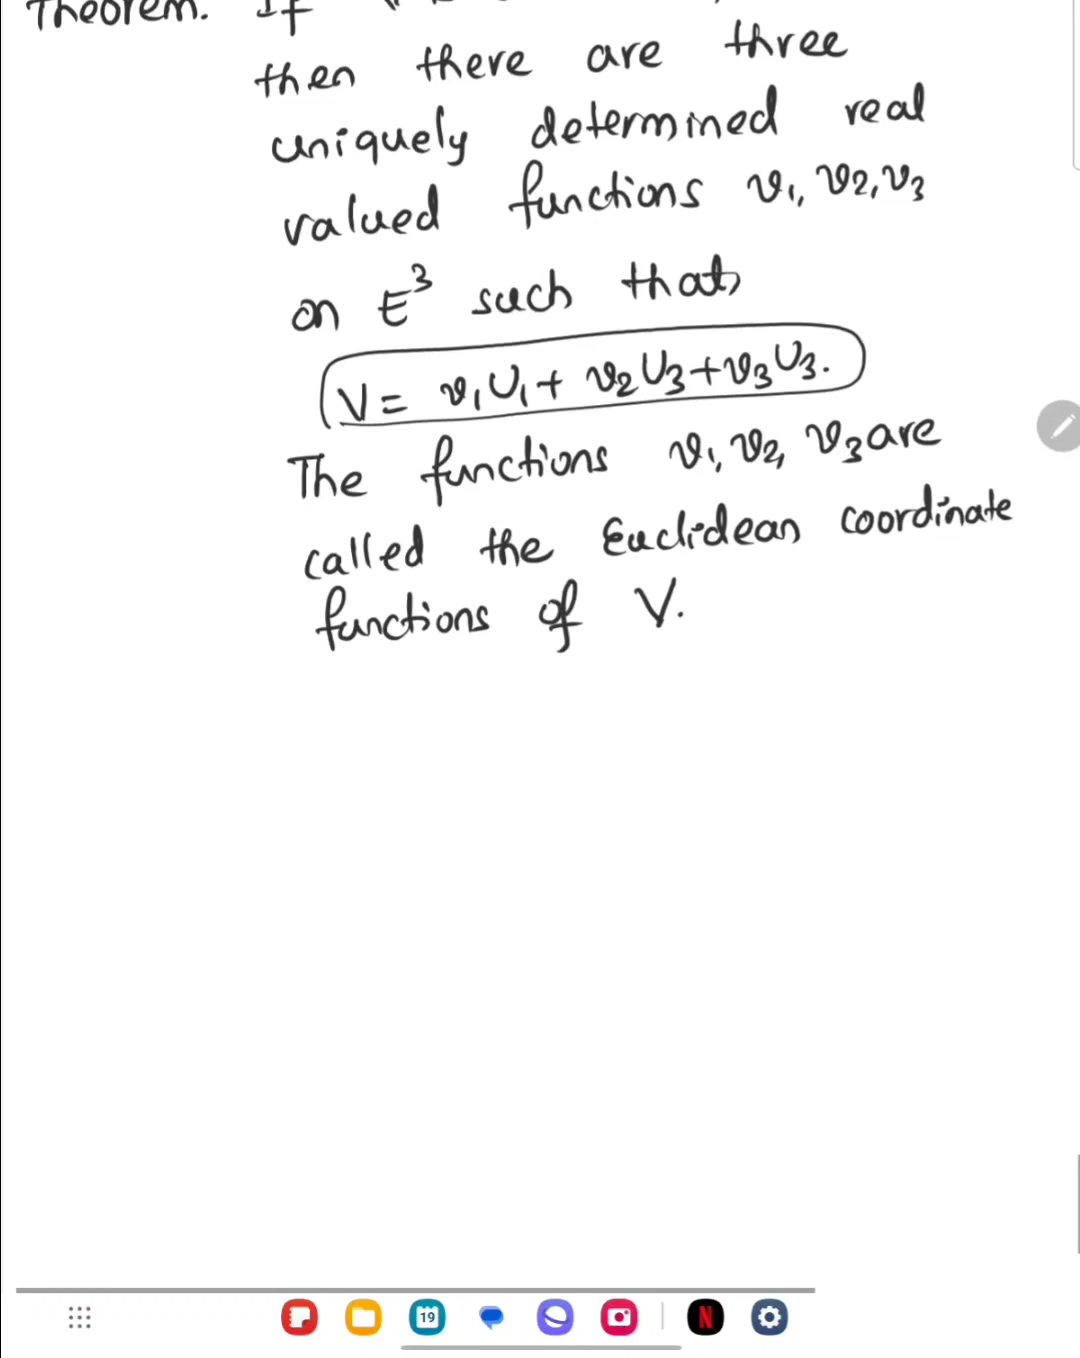 Theorem. If
then there are three
uniquely determined real
valued functions v₁, v₂, v₃
on E³ such that,
V = v₁U₁ + v₂U₃ + v₃U₃.
The functions v₁, v₂, v₃ are
called the Euclidean coordinate
functions of V.
19
N